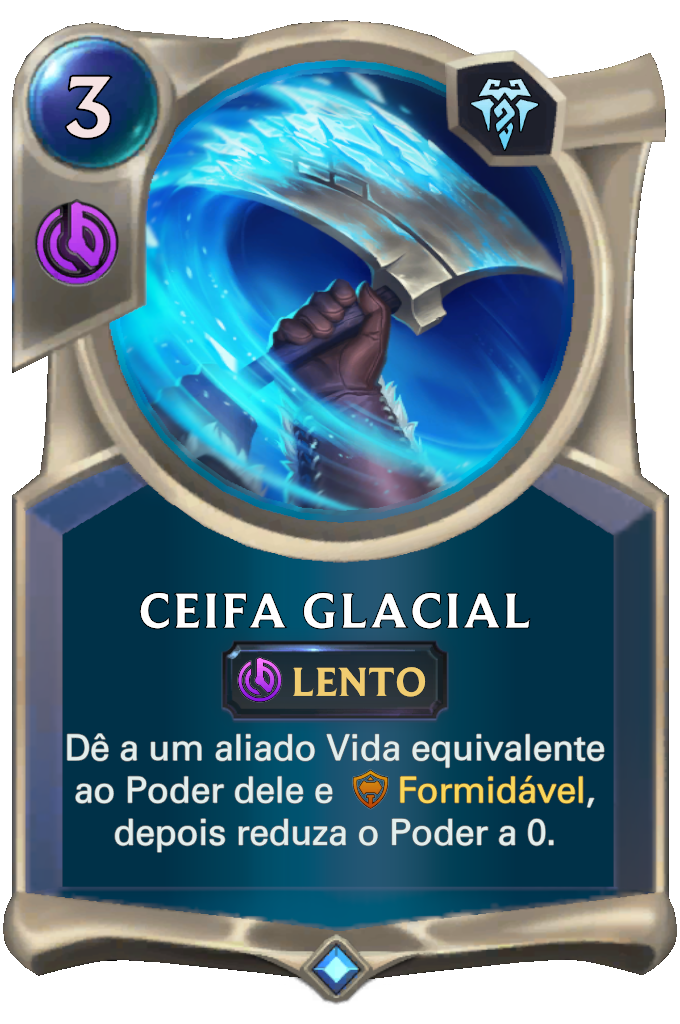 3
CEIFA GLACIAL
LENTO
Dê a um aliado Vida equivalente
ao Poder dele e Formidável,
depois reduza o Poder a 0.